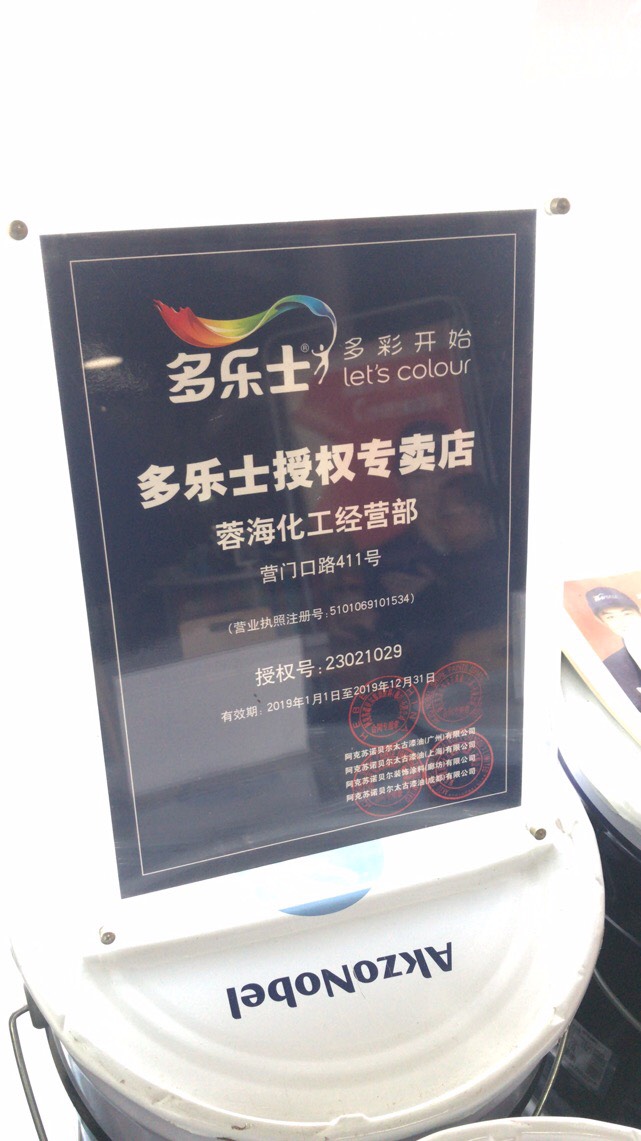 多乐士®
多彩开始
let's colour
多乐士授权专卖店
蓉海化工经营部
营门口路411号
(营业执照注册号:5101069101534)
授权号:23021029
有效期:2019年1月1日至2019年12月31日
阿克苏诺贝尔太古漆油(广州)有限公司
阿克苏诺贝尔太古漆油(上海)有限公司
阿克苏诺贝尔装饰涂料(廊坊)有限公司
阿克苏诺贝尔太古漆油(成都)有限公司
AkzoNobel